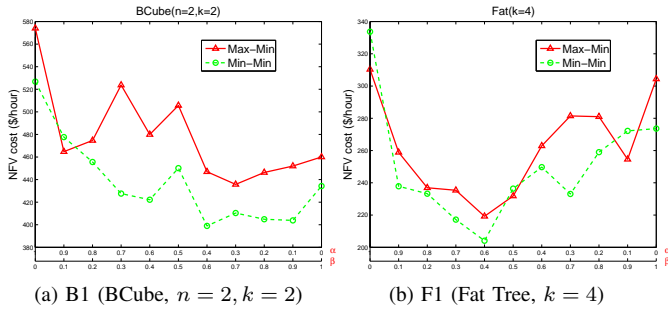 BCube(n=2,k=2)
NFV cost ($/hour)
580
560
540
520
500
480
460
440
420
400
380
Max−Min
Min−Min
1 0.9 0.8 0.7 0.6 0.5 0.4 0.3 0.2 0.1 0 α
0 0.1 0.2 0.3 0.4 0.5 0.6 0.7 0.8 0.9 1 β
(a) B1 (BCube, n = 2, k = 2)
Fat(k=4)
NFV cost ($/hour)
340
320
300
280
260
240
220
200
Max−Min
Min−Min
1 0.9 0.8 0.7 0.6 0.5 0.4 0.3 0.2 0.1 0 α
0 0.1 0.2 0.3 0.4 0.5 0.6 0.7 0.8 0.9 1 β
(b) F1 (Fat Tree, k = 4)